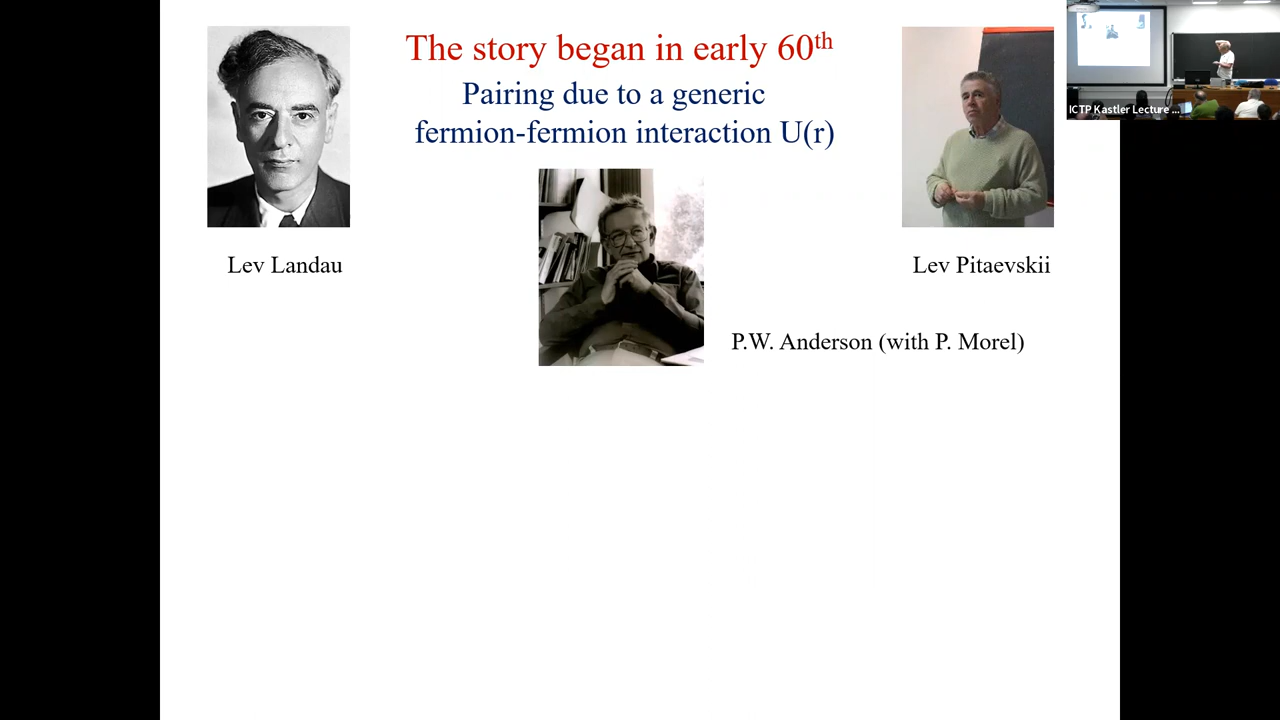 The story began in early 60th
Pairing due to a generic
fermion-fermion interaction U(r)
Lev Landau
Lev Pitaevskii
P.W. Anderson (with P. Morel)
ICTP Kastler Lecture ...